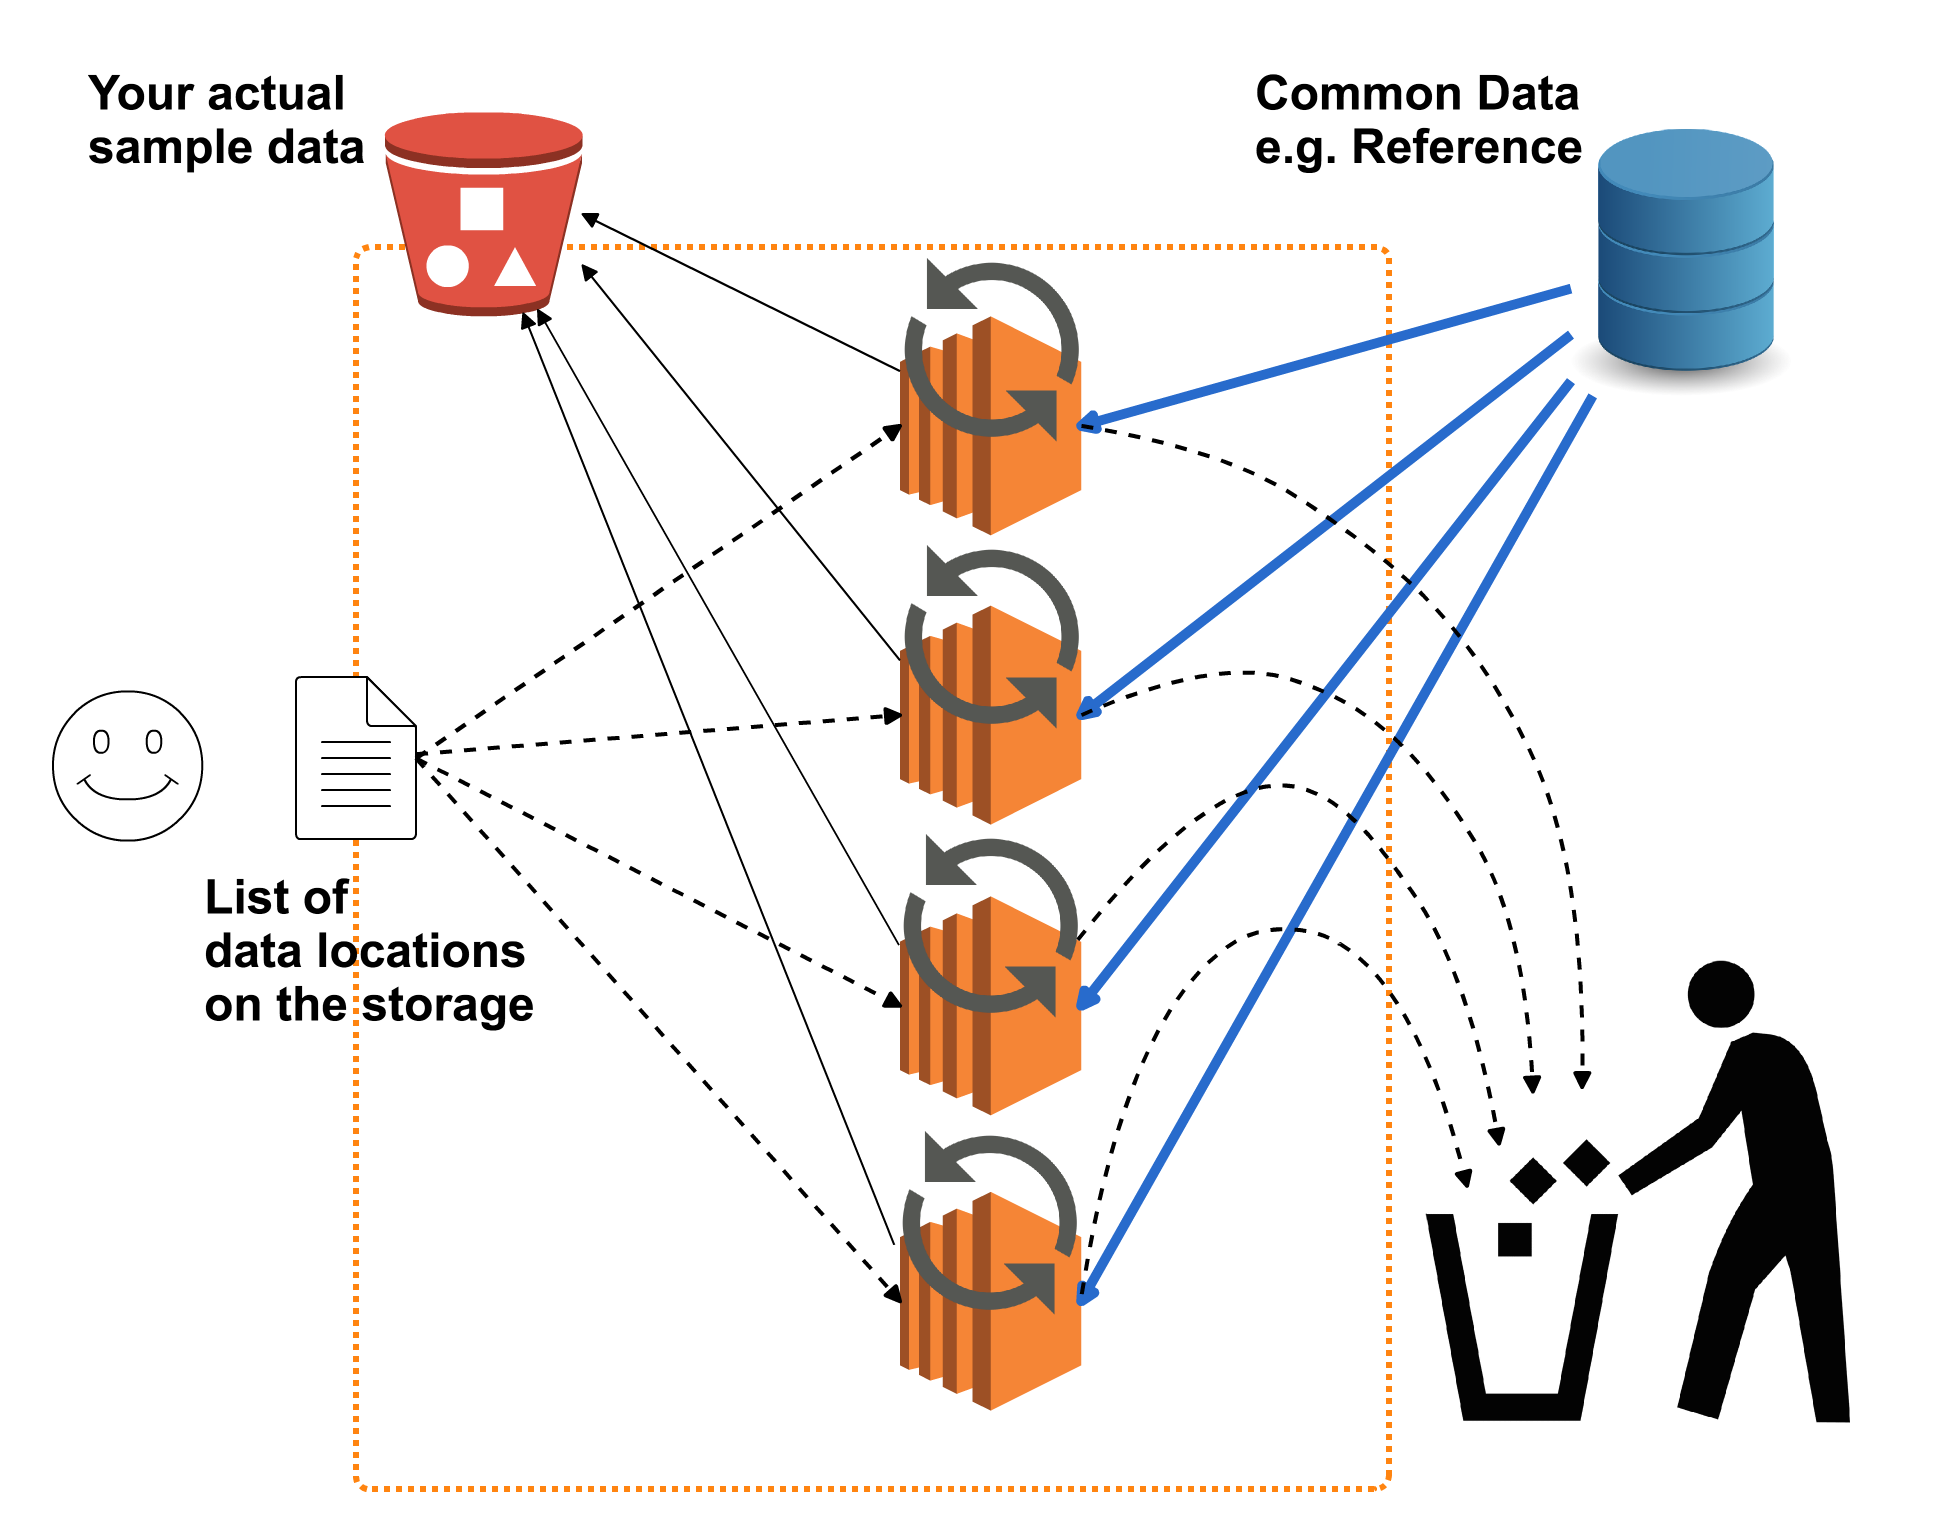 Your actual
sample data
Common Data
e.g. Reference
List of
data locations
on the storage